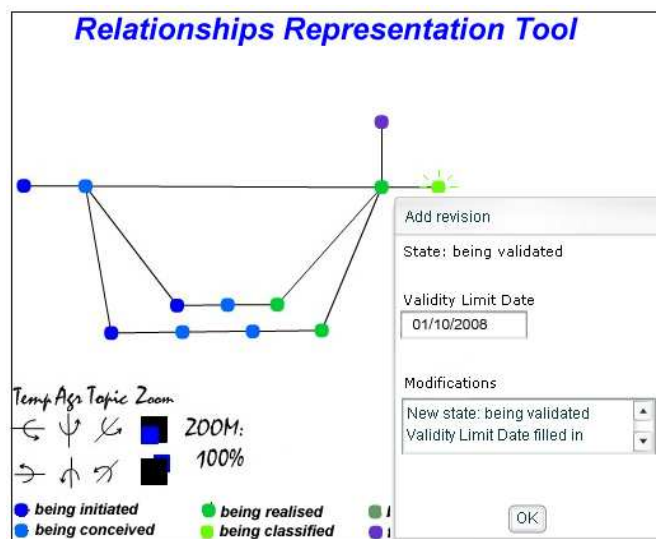 Relationships Representation Tool
Add revision
State: being validated
Validity Limit Date
01/10/2008
Modifications
New state: being validated
Validity Limit Date filled in
OK
Temp Agr Topic Zoom
ZOOM:
100%
being initiated being realised
being conceived being classified